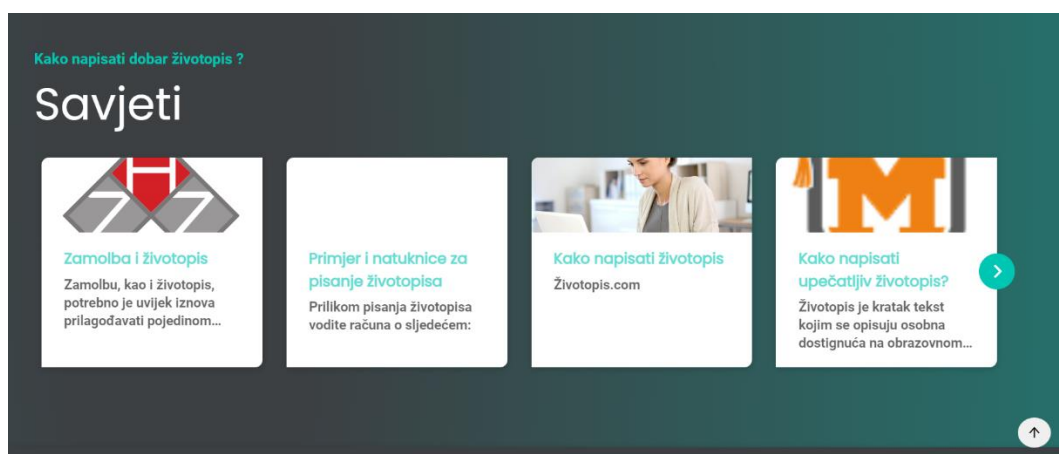 Kako napisati dobar životopis ?
Savjeti
HZZ
Zamolba i životopis
Zamolbu, kao i životopis,
potrebno je uvijek iznova
prilagođavati pojedinom...
Primjer i natuknice za
pisanje životopisa
Prilikom pisanja životopisa
vodite računa o sljedećem:
Kako napisati životopis
Životopis.com
M
Kako napisati
upečatljiv životopis?
Životopis je kratak tekst
kojim se opisuju osobna
dostignuća na obrazovnom...